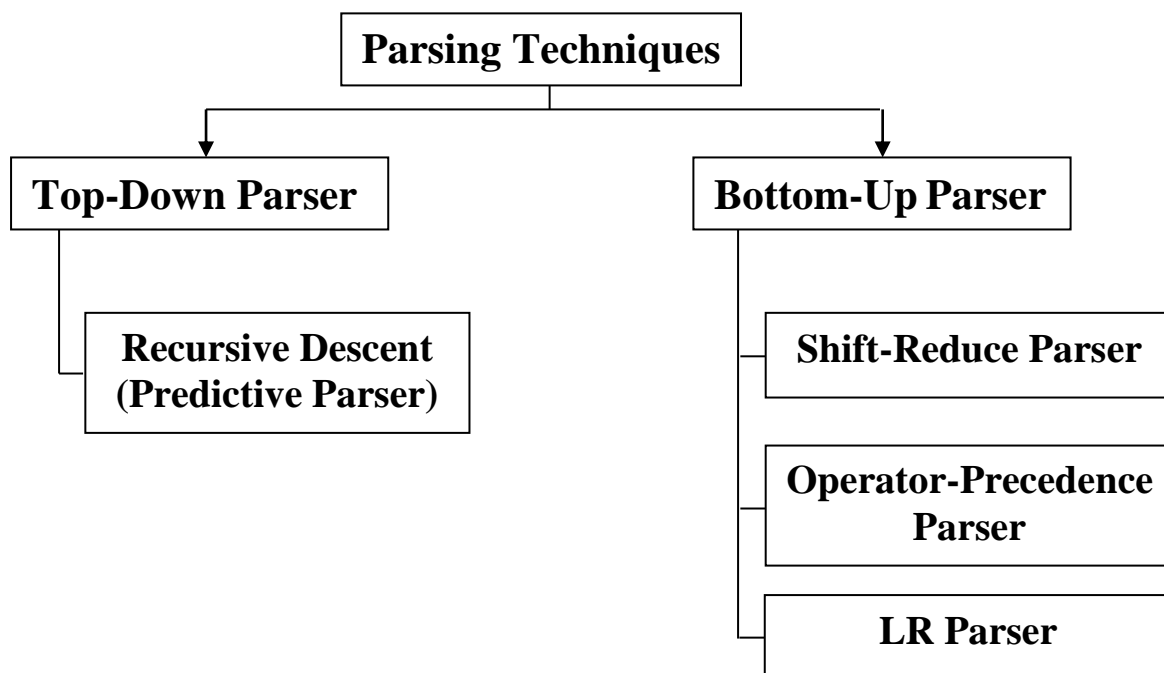 Parsing Techniques
Top-Down Parser
Bottom-Up Parser
Recursive Descent
(Predictive Parser)
Shift-Reduce Parser
Operator-Precedence
Parser
LR Parser